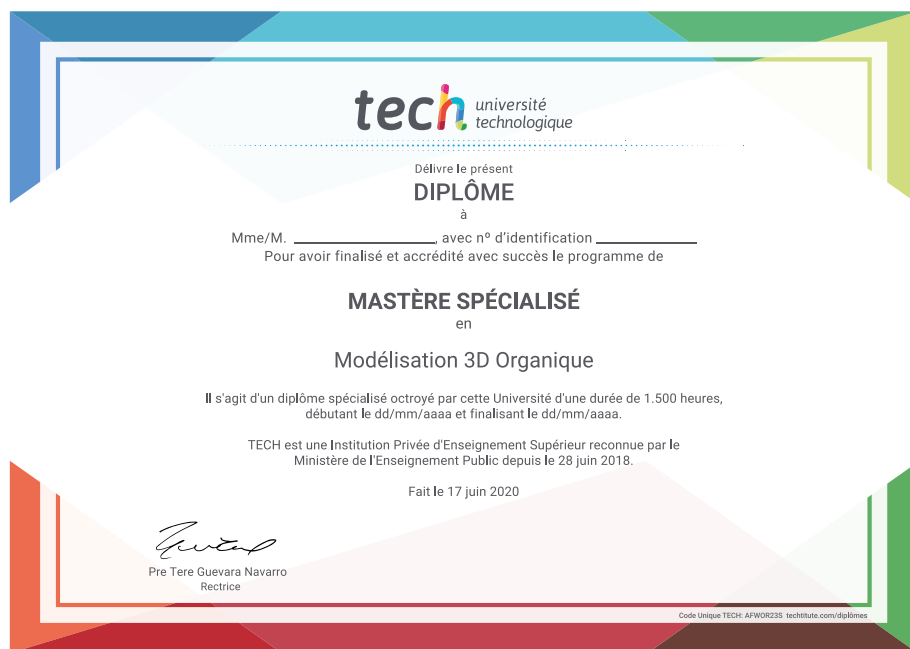 tech université
technologique
Délivre le présent
DIPLÔME
à
Mme/M. ____________, avec nº d'identification ____________
Pour avoir finalisé et accrédité avec succès le programme de
MASTÈRE SPÉCIALISÉ
en
Modélisation 3D Organique
Il s'agit d'un diplôme spécialisé octroyé par cette Université d'une durée de 1.500 heures,
débutant le dd/mm/aaaa et finalisant le dd/mm/aaaa.
TECH est une Institution Privée d'Enseignement Supérieur reconnue par le
Ministère de l'Enseignement Public depuis le 28 juin 2018.
Fait le 17 juin 2020
Pre Tere Guevara Navarro
Rectrice
Code Unique TECH: AFWOR23S techtitute.com/diplômes